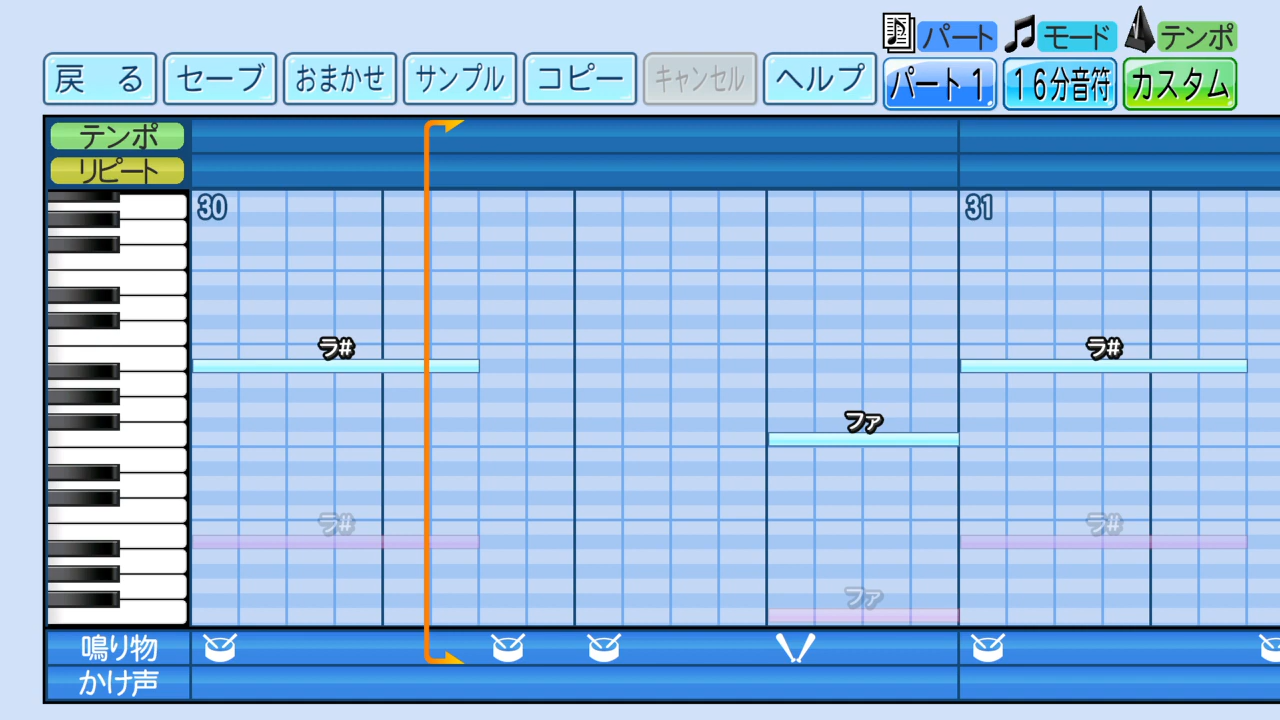 パート モード テンポ
戻 る セーブ おまかせ サンプル コピー キャンセル ヘルプ パート1 16分音符 カスタム
テンポ
リピート
30 31
ラ# ラ#
ファ
ラ# ラ#
ファ
鳴り物
かけ声